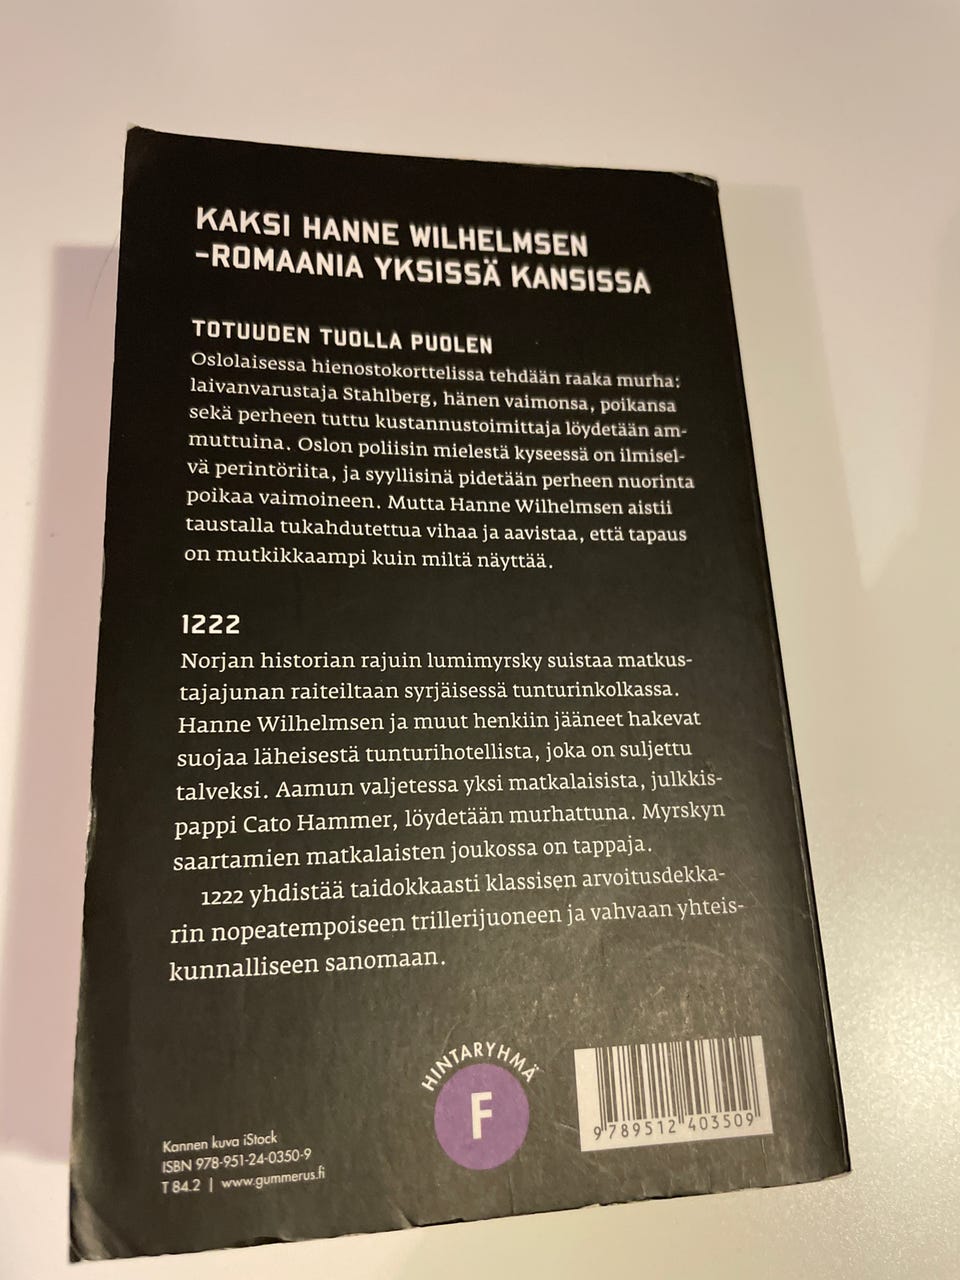 KAKSI HANNE WILHELMSEN
-ROMAANIA YKSISSÄ KANSISSA
TOTUUDEN TUOLLA PUOLEN
Oslolaisessa hienostokorttelissa tehdään raaka murha:
laivanvarustaja Stahlberg, hänen vaimonsa, poikansa
sekä perheen tuttu kustannustoimittaja löydetään am-
muttuina. Oslon poliisin mielestä kyseessä on ilmisel-
vä perintöriita, ja syyllisinä pidetään perheen nuorinta
poikaa vaimoineen. Mutta Hanne Wilhelmsen aistii
taustalla tukahdutettua vihaa ja aavistaa, että tapaus
on mutkikkaampi kuin miltä näyttää.
1222
Norjan historian rajuin lumimyrsky suistaa matkus-
tajajunan raiteiltaan syrjäisessä tunturinkolkassa.
Hanne Wilhelmsen ja muut henkiin jääneet hakevat
suojaa läheisestä tunturihotellista, joka on suljettu
talveksi. Aamun valjetessa yksi matkalaisista, julkkis-
pappi Cato Hammer, löydetään murhattuna. Myrskyn
saartamien matkalaisten joukossa on tappaja.
1222 yhdistää taidokkaasti klassisen arvoitusdekka-
rin nopeatempoiseen trillerijuoneen ja vahvaan yhteis-
kunnalliseen sanomaan.
HINTARYHMÄ
F
Kannen kuva iStock
ISBN 978-951-24-0350-9
T 84.2 | www.gummerus.fi
9 789512 403509